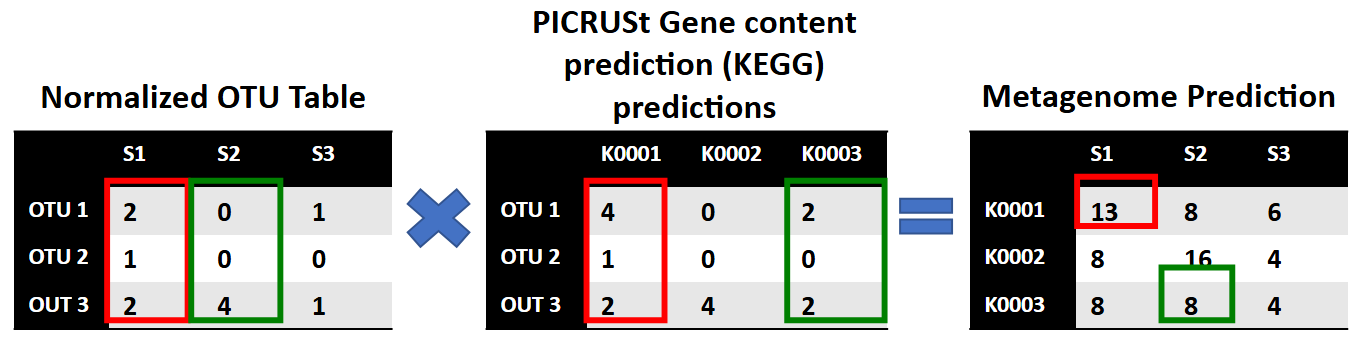 PICRUSt Gene content
prediction (KEGG)
predictions
Normalized OTU Table
Metagenome Prediction
S1 S2 S3
OTU 1 2 0 1
OTU 2 1 0 0
OUT 3 2 4 1
K0001 K0002 K0003
OTU 1 4 0 2
OTU 2 1 0 0
OUT 3 2 4 2
S1 S2 S3
K0001 13 8 6
K0002 8 16 4
K0003 8 8 4